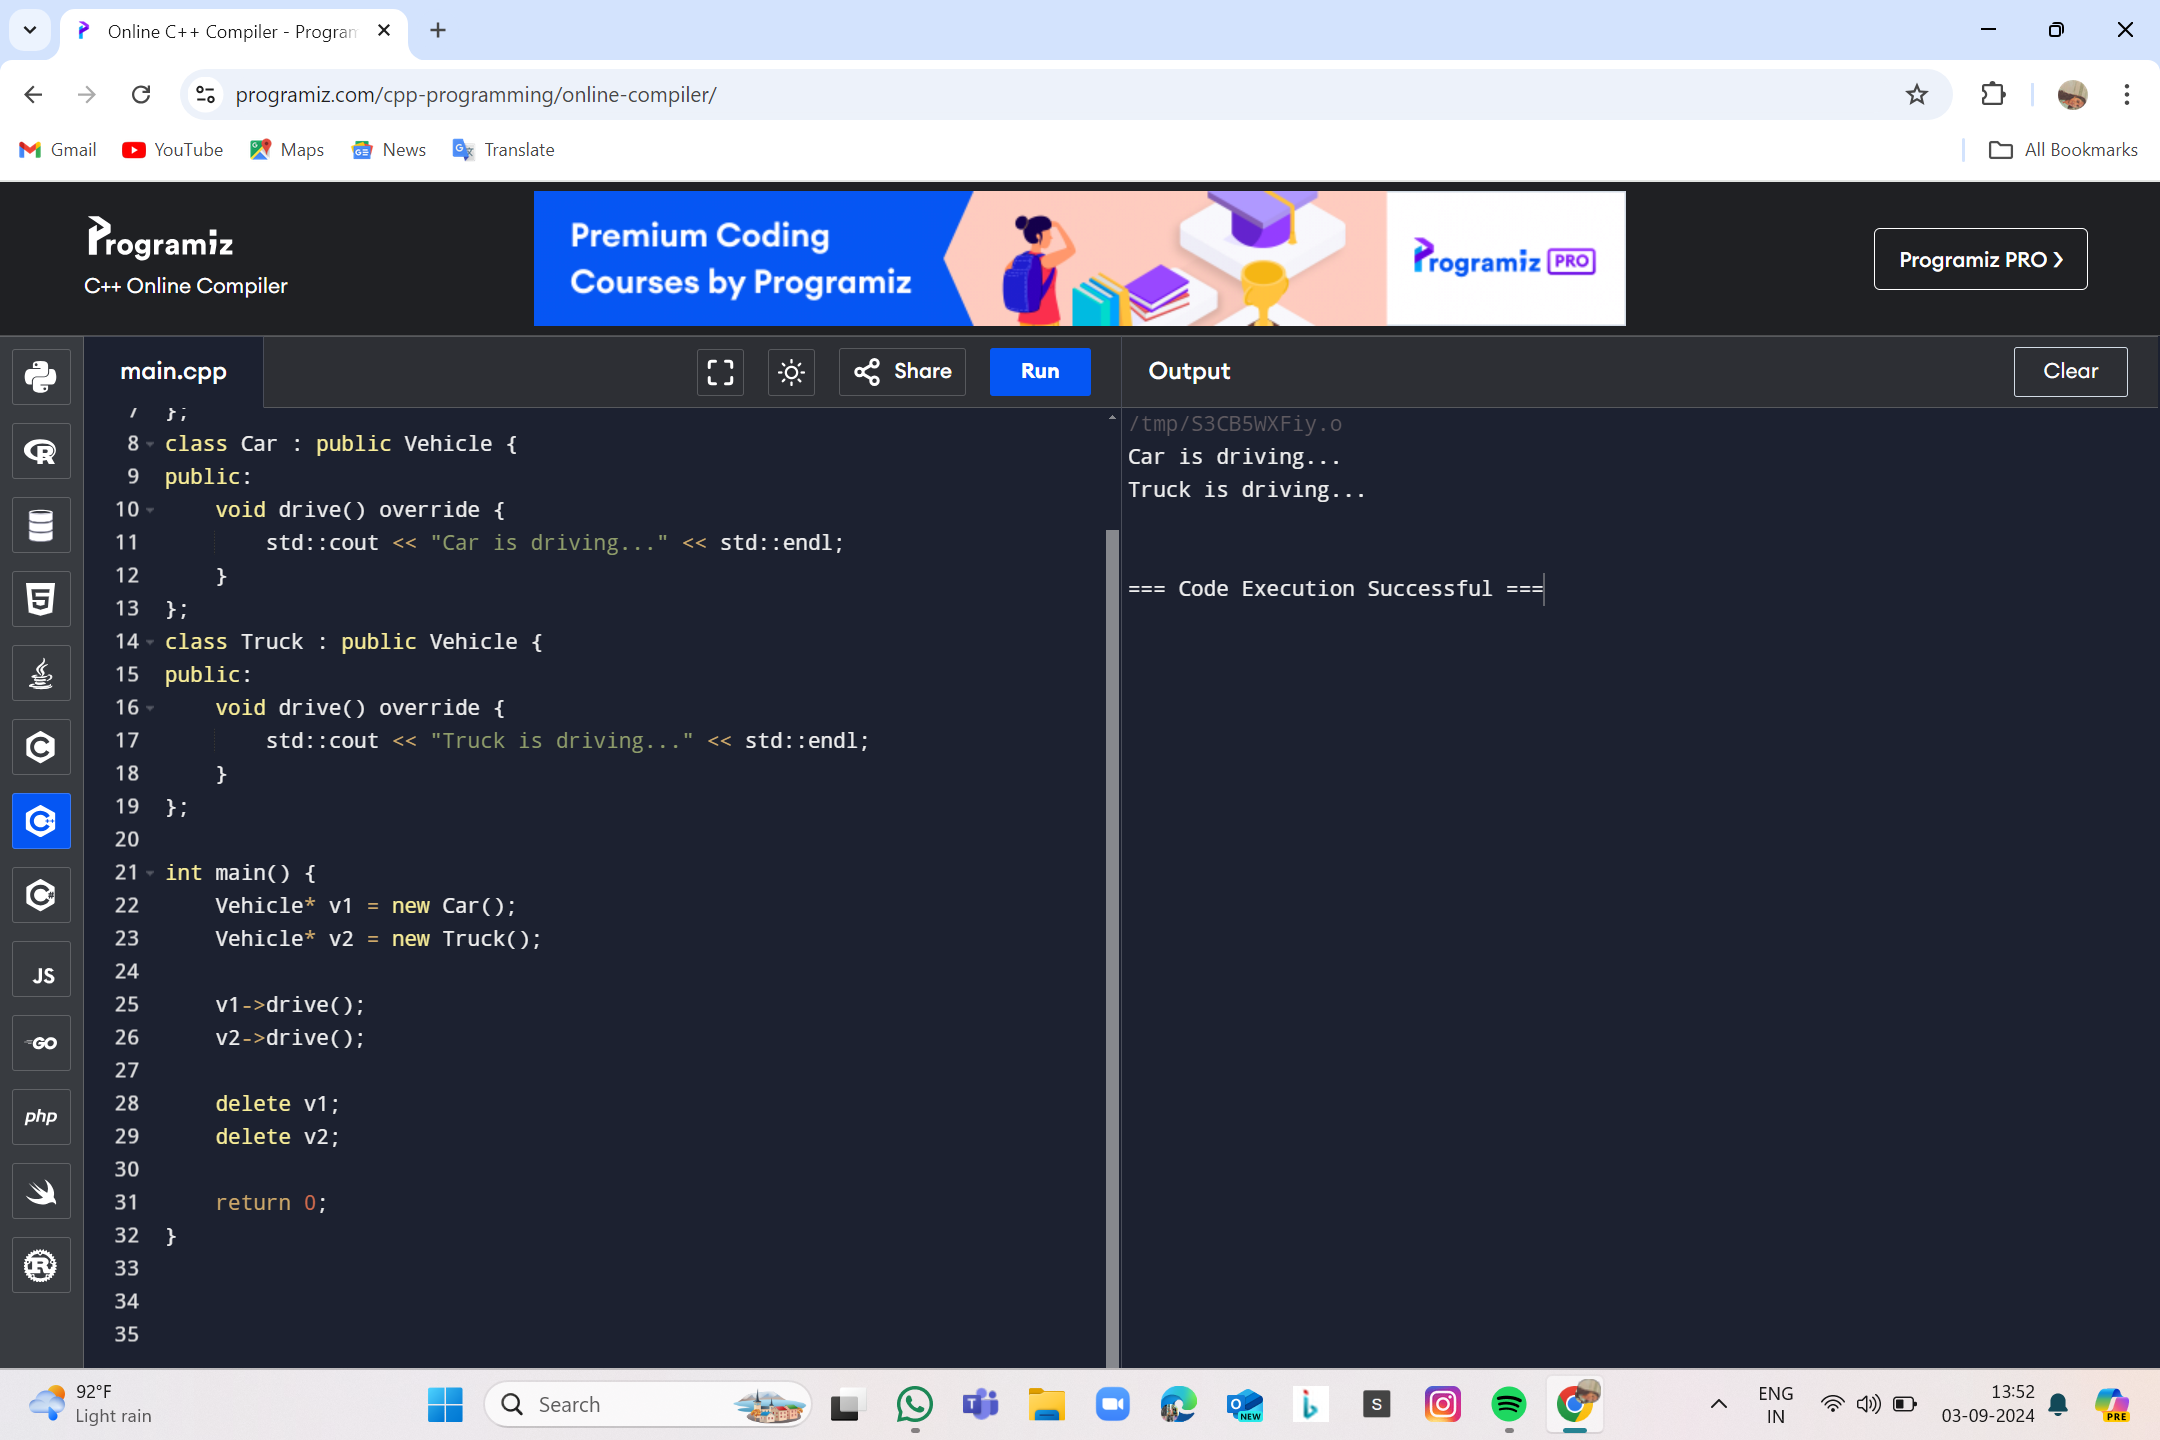 Online C++ Compiler - Program
programiz.com/cpp-programming/online-compiler/
Gmail YouTube Maps News Translate All Bookmarks
Programiz
C++ Online Compiler
Premium Coding
Courses by Programiz
Programiz PRO
Programiz PRO ❯
main.cpp Share Run Output Clear
7 };
8 class Car : public Vehicle {
9 public:
10 void drive() override {
11 std::cout << "Car is driving..." << std::endl;
12 }
13 };
14 class Truck : public Vehicle {
15 public:
16 void drive() override {
17 std::cout << "Truck is driving..." << std::endl;
18 }
19 };
20
21 int main() {
22 Vehicle* v1 = new Car();
23 Vehicle* v2 = new Truck();
24
25 v1->drive();
26 v2->drive();
27
28 delete v1;
29 delete v2;
30
31 return 0;
32 }
33
34
35
/tmp/S3CB5WXFiy.o
Car is driving...
Truck is driving...
=== Code Execution Successful ===
JS
GO
php
92°F
Light rain
Search
NEW
S
ENG
IN
13:52
03-09-2024
PRE